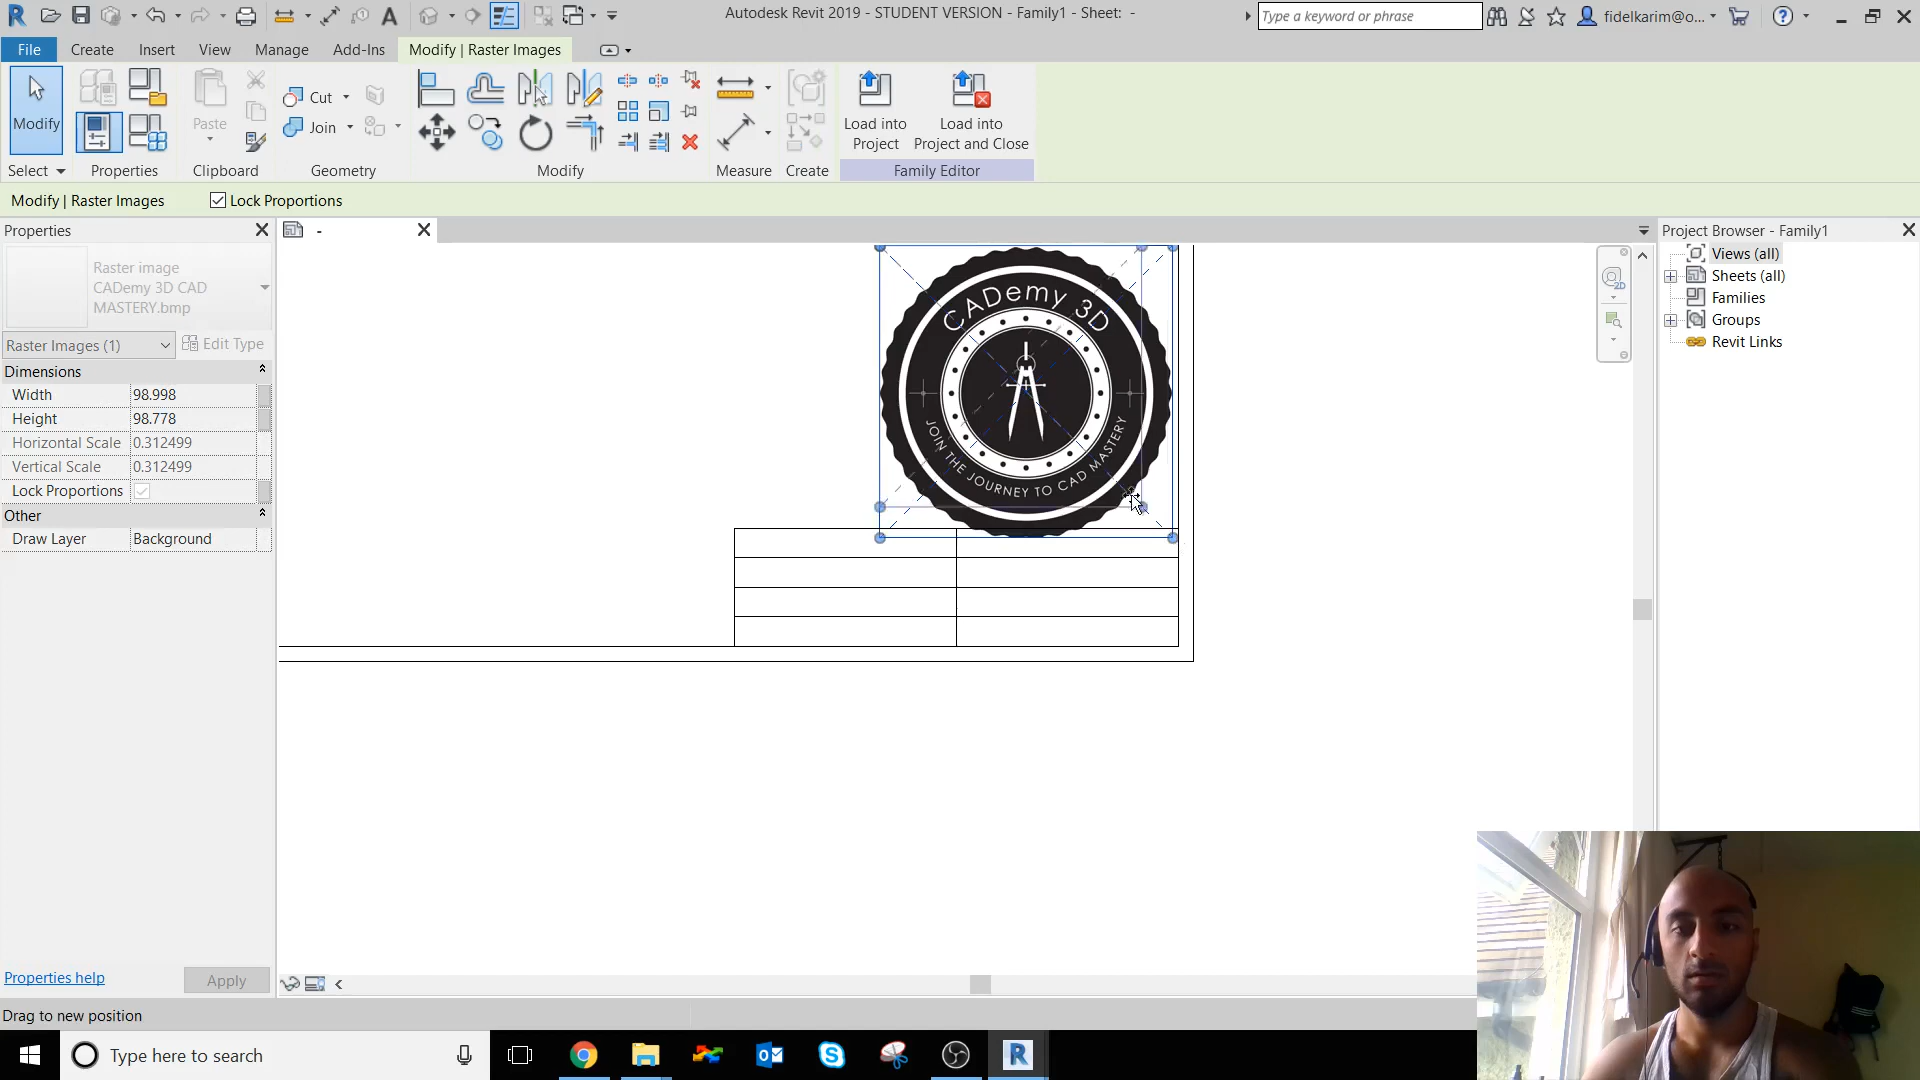 Autodesk Revit 2019 - STUDENT VERSION - Family1 - Sheet: -
Type a keyword or phrase
fidelkarim@o...
File Create Insert View Manage Add-Ins Modify | Raster Images
Modify
Paste
Cut
Join
Load into Project
Load into Project and Close
Select Properties Clipboard Geometry Modify Measure Create Family Editor
Modify | Raster Images Lock Proportions
Properties
-
Project Browser - Family1
Raster image
CADemy 3D CAD
MASTERY.bmp
Raster Images (1) Edit Type
Dimensions
Width 98.998
Height 98.778
Horizontal Scale 0.312499
Vertical Scale 0.312499
Lock Proportions
Other
Draw Layer Background
CADemy 3D
JOIN THE JOURNEY TO CAD MASTERY
2D
Views (all)
Sheets (all)
Families
Groups
Revit Links
Properties help Apply
Drag to new position
Type here to search